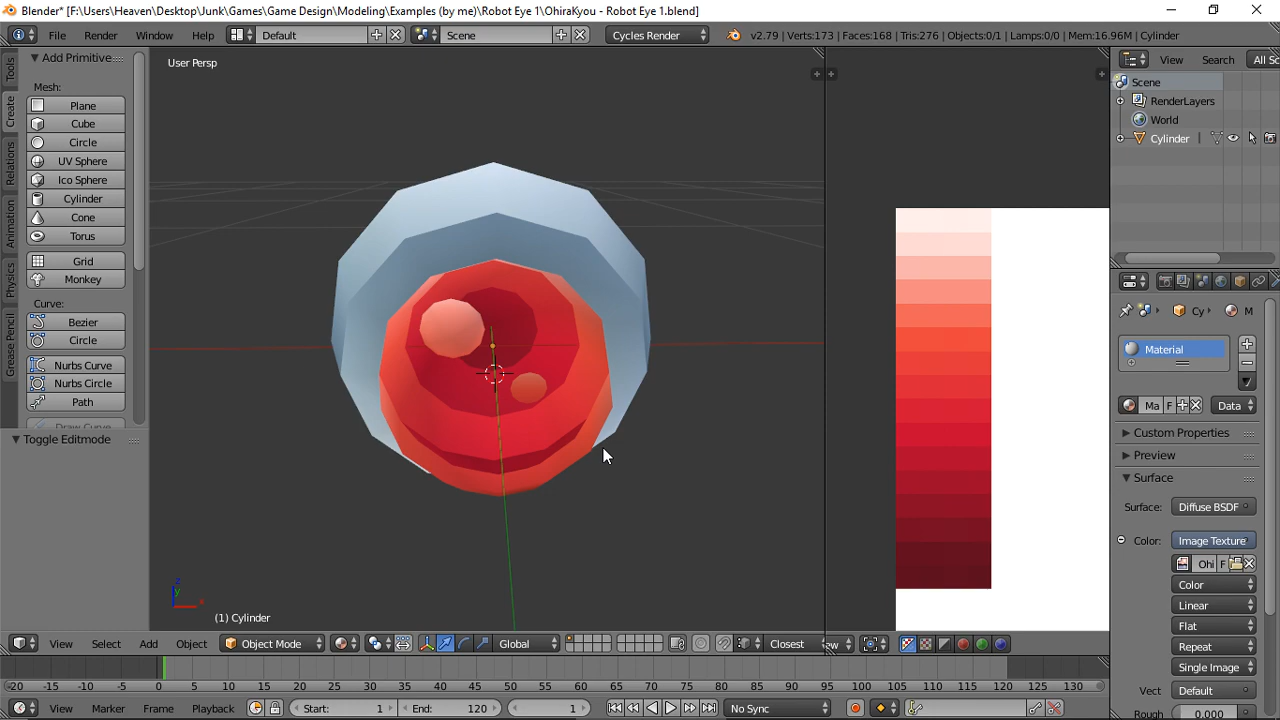 Blender* [F:\Users\Heaven\Desktop\Junk\Games\Game Design\Modeling\Examples (by me)\Robot Eye 1\OhiraKyou - Robot Eye 1.blend]
File Render Window Help Default Scene Cycles Render v2.79 | Verts:173 | Faces:168 | Tris:276 | Objects:0/1 | Lamps:0/0 | Mem:16.96M | Cylinder
Tools
Create
Relations
Animation
Physics
Grease Pencil
Add Primitive
Mesh:
Plane
Cube
Circle
UV Sphere
Ico Sphere
Cylinder
Cone
Torus
Grid
Monkey
Curve:
Bezier
Circle
Nurbs Curve
Nurbs Circle
Path
Draw Curve
Toggle Editmode
User Persp
(1) Cylinder
View Search All Sc
Scene
RenderLayers
World
Cylinder
Cy M
Material
Ma F Data
Custom Properties
Preview
Surface
Surface: Diffuse BSDF
Color: Image Texture
Ohi F
Color
Linear
Flat
Repeat
Single Image
Vect Default
Rough 0.000
View Select Add Object Object Mode Global Closest ew
-20 -15 -10 -5 0 5 10 15 20 25 30 35 40 45 50 55 60 65 70 75 80 85 90 95 100 105 110 115 120 125 130
View Marker Frame Playback Start: 1 End: 120 1 No Sync